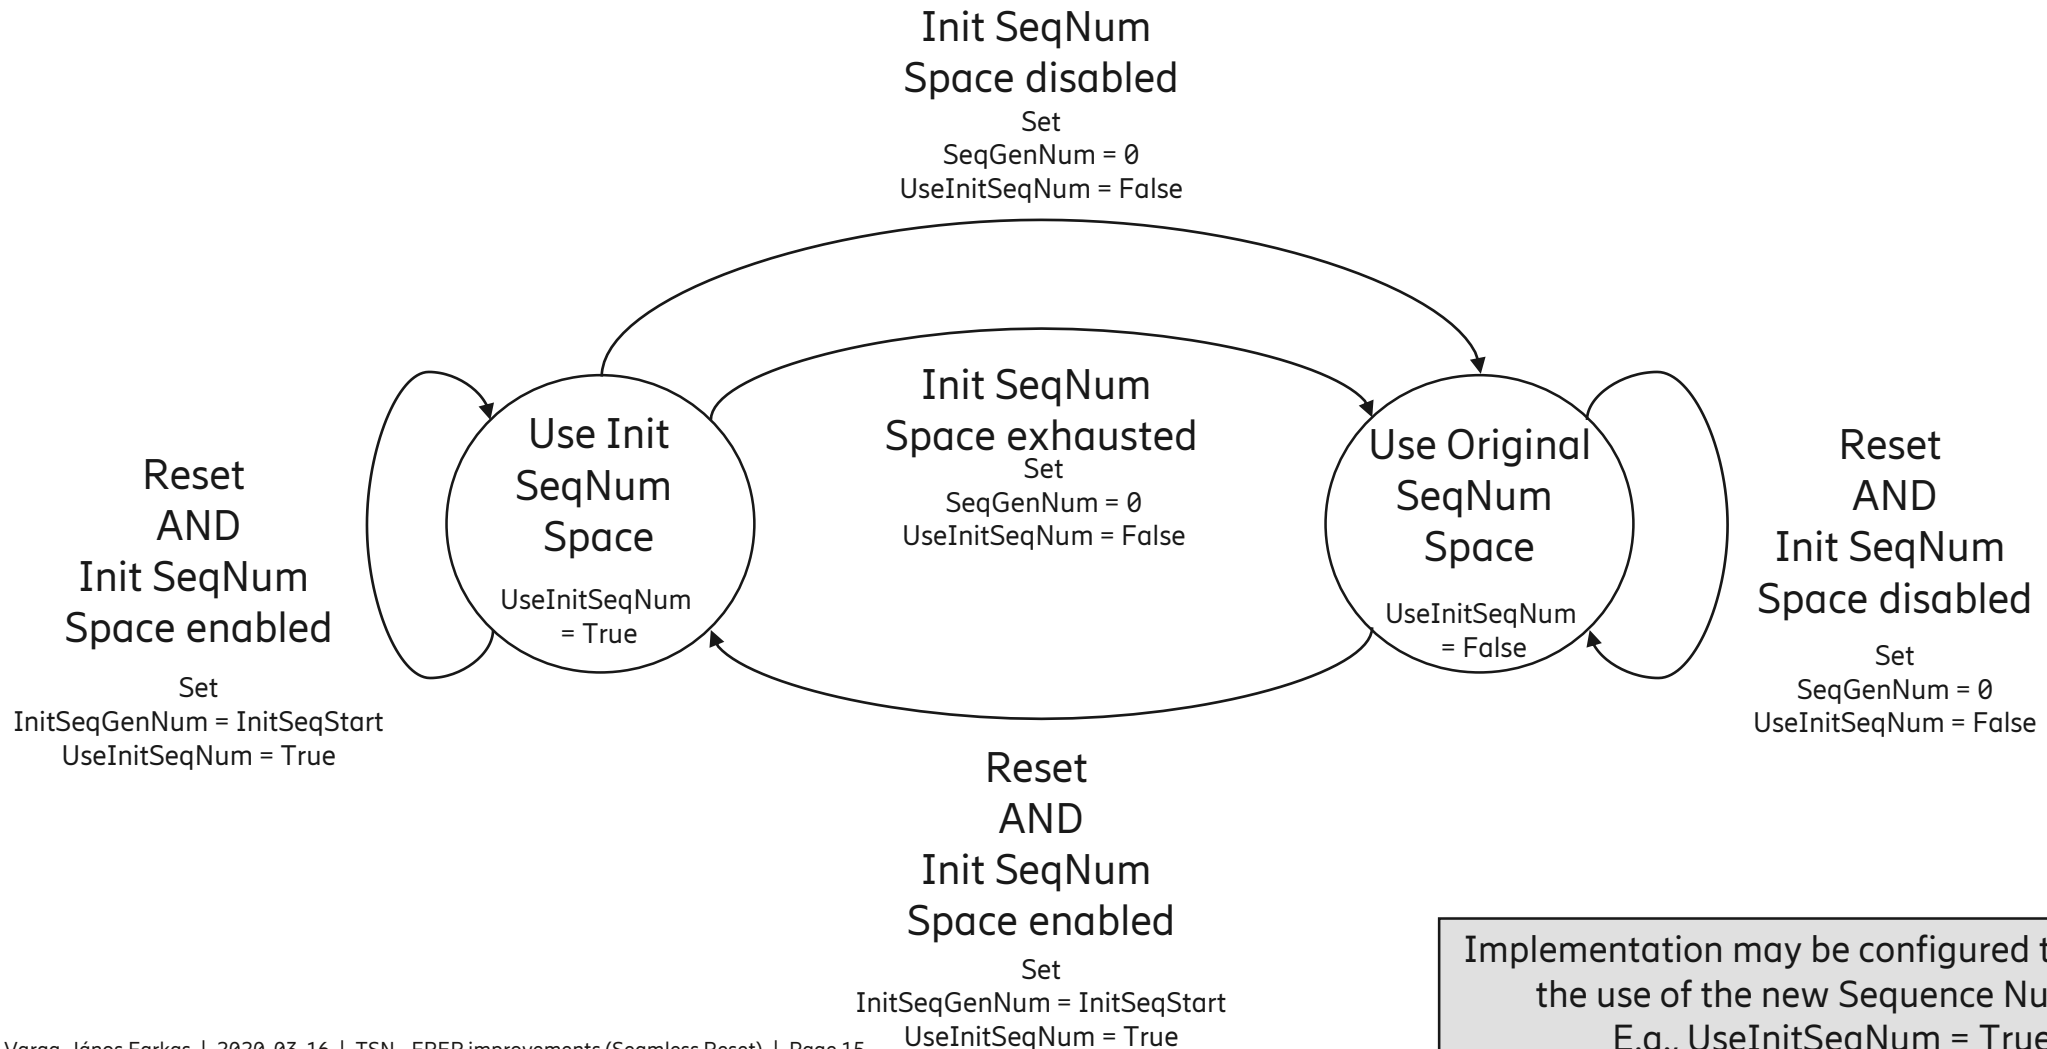 Init SeqNum
Space disabled
Set
SeqGenNum = 0
UseInitSeqNum = False
Init SeqNum
Space exhausted
Set
SeqGenNum = 0
UseInitSeqNum = False
Use Init
SeqNum
Space
UseInitSeqNum
= True
Use Original
SeqNum
Space
UseInitSeqNum
= False
Reset
AND
Init SeqNum
Space enabled
Set
InitSeqGenNum = InitSeqStart
UseInitSeqNum = True
Reset
AND
Init SeqNum
Space disabled
Set
SeqGenNum = 0
UseInitSeqNum = False
Reset
AND
Init SeqNum
Space enabled
Set
InitSeqGenNum = InitSeqStart
UseInitSeqNum = True
Implementation may be configured
the use of the new Sequence
E.g., UseInitSeqNum = True
Varga, János Farkas | 2020-03-16 | TSN - FRER improvements (Seamless Reset) | Page 15